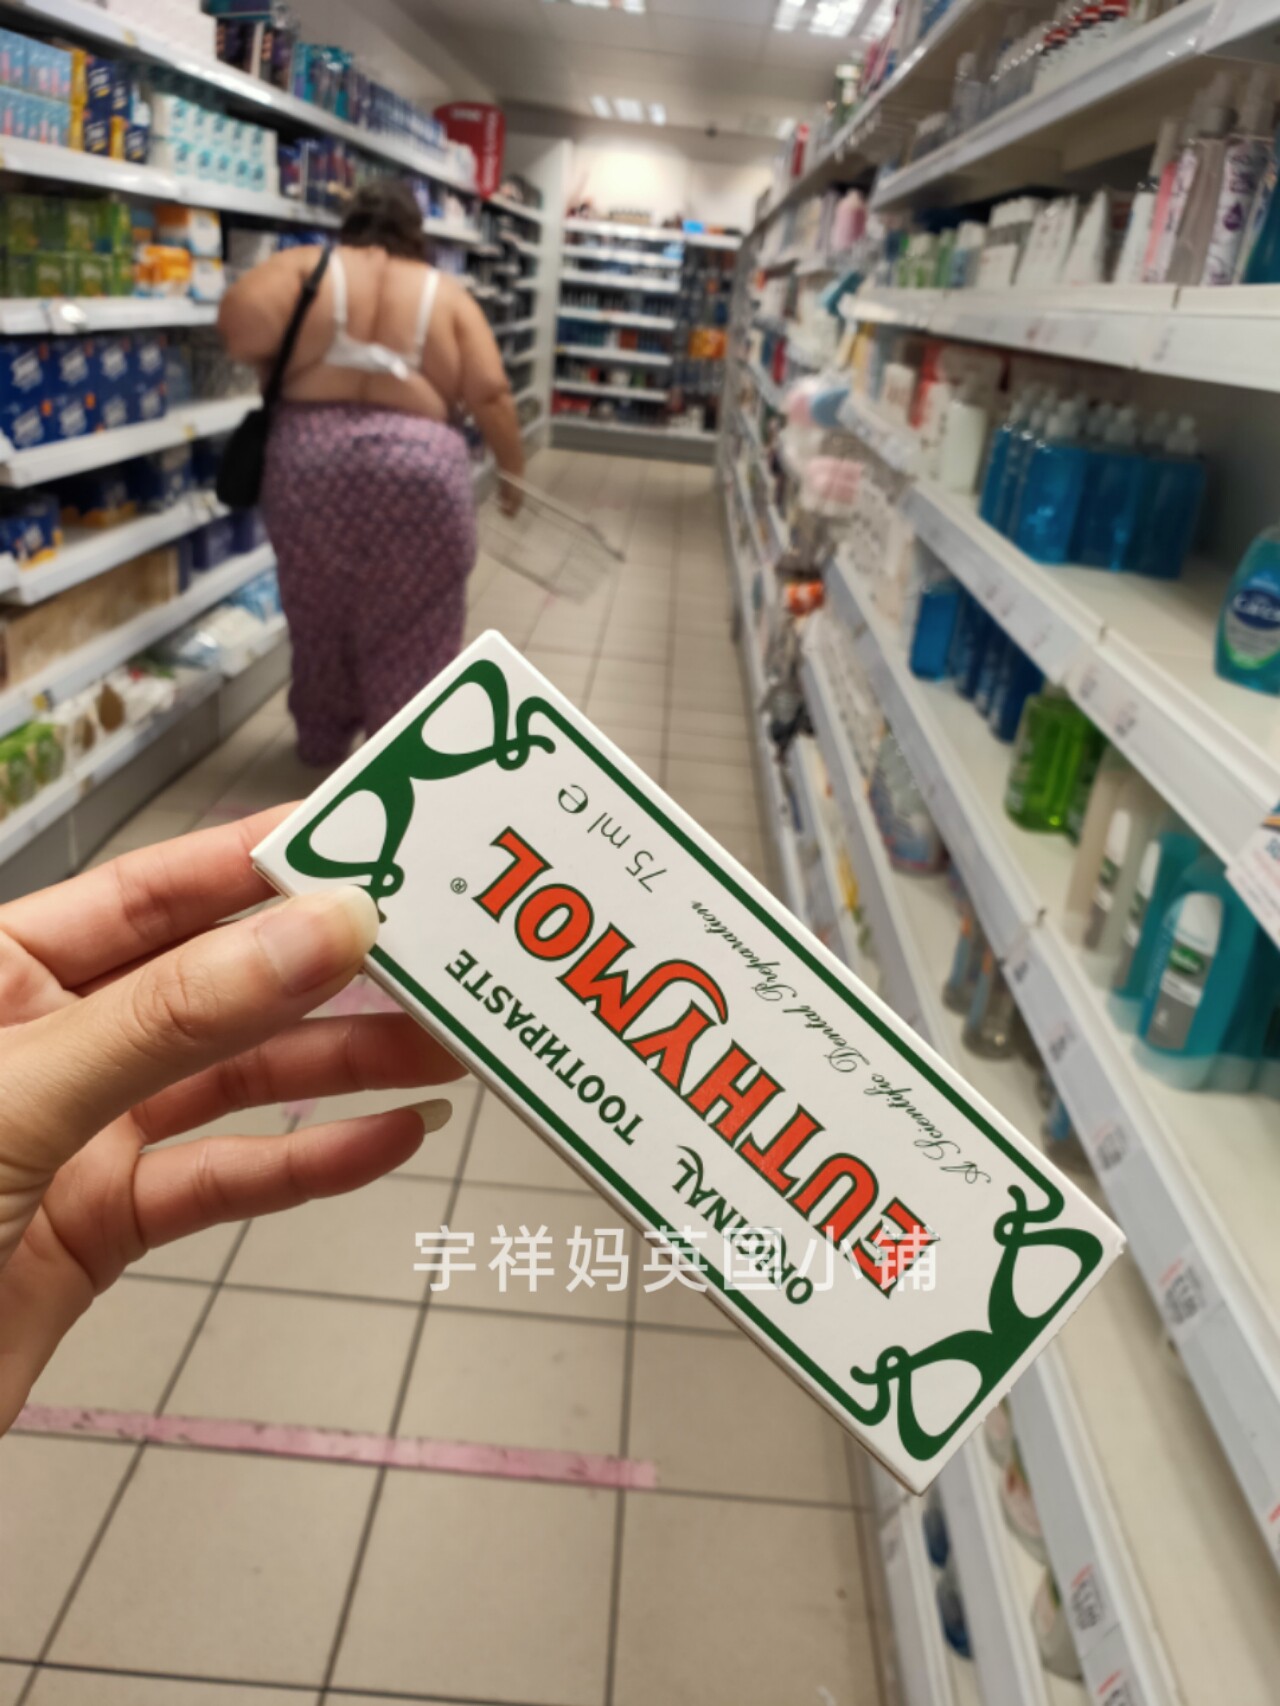 ORIGINAL TOOTHPASTE
EUTHYMOL®
A Scientific Dental Preparation 75 ml e
宇祥妈英国小铺